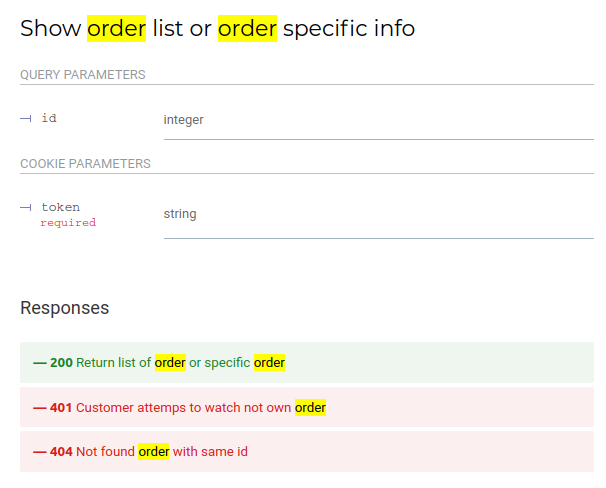 Show order list or order specific info
QUERY PARAMETERS
id
integer
COOKIE PARAMETERS
token
required
string
Responses
— 200 Return list of order or specific order
— 401 Customer attemps to watch not own order
— 404 Not found order with same id